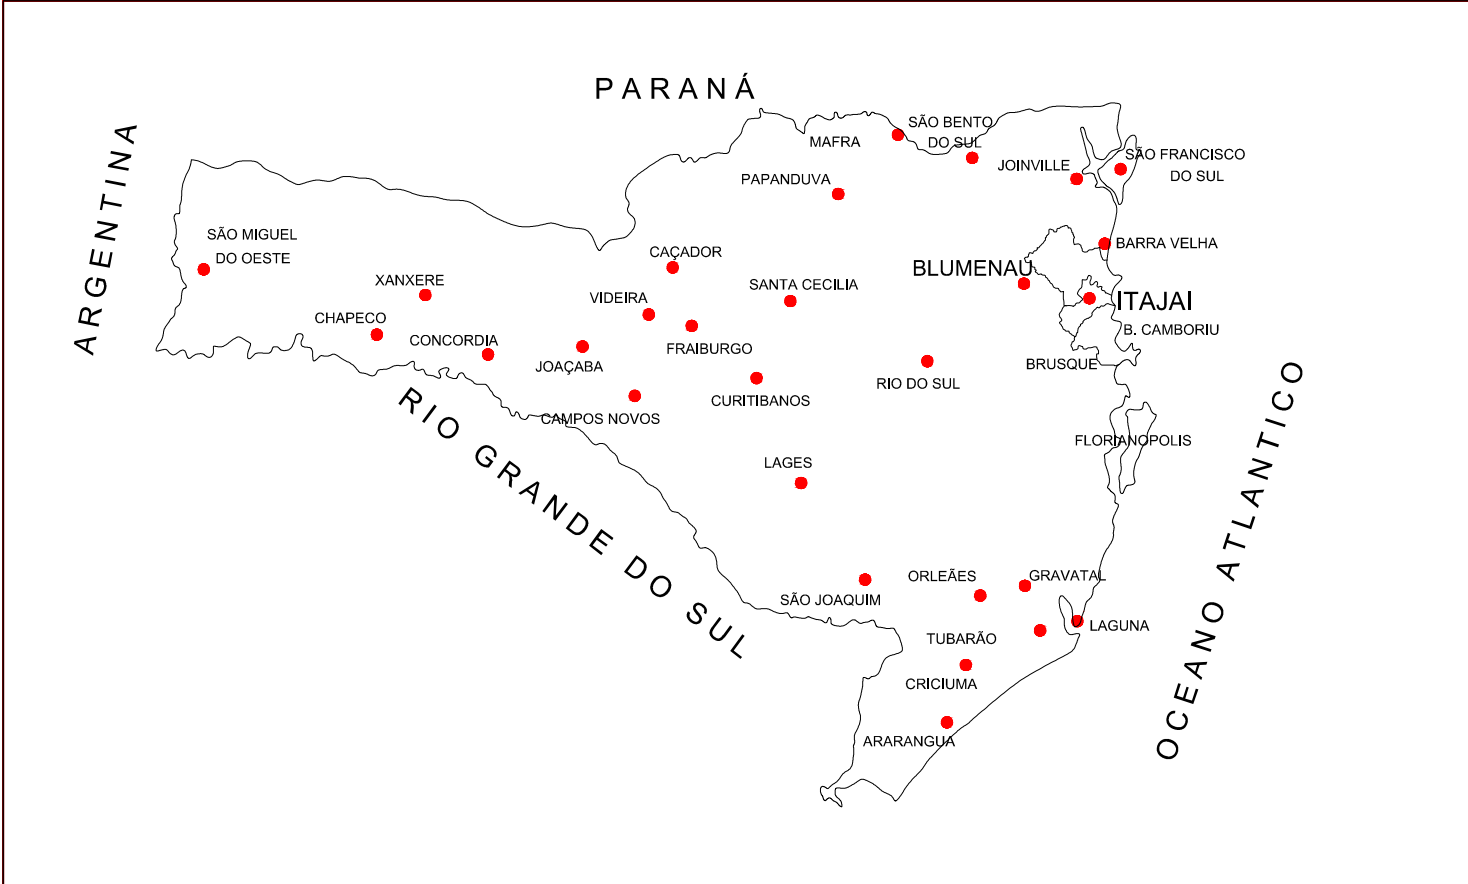 PARANÁ
ARGENTINA
SÃO BENTO
DO SUL
MAFRA
SÃO FRANCISCO
DO SUL
JOINVILLE
PAPANDUVA
SÃO MIGUEL
DO OESTE
BARRA VELHA
CAÇADOR
BLUMENAU
XANXERE
SANTA CECILIA
VIDEIRA
ITAJAI
CHAPECO
B. CAMBORIU
CONCORDIA
FRAIBURGO
JOAÇABA
BRUSQUE
RIO DO SUL
CURITIBANOS
CAMPOS NOVOS
RIO GRANDE DO SUL
FLORIANOPOLIS
OCEANO ATLANTICO
LAGES
ORLEÃES
GRAVATAL
SÃO JOAQUIM
LAGUNA
TUBARÃO
CRICIUMA
ARARANGUA